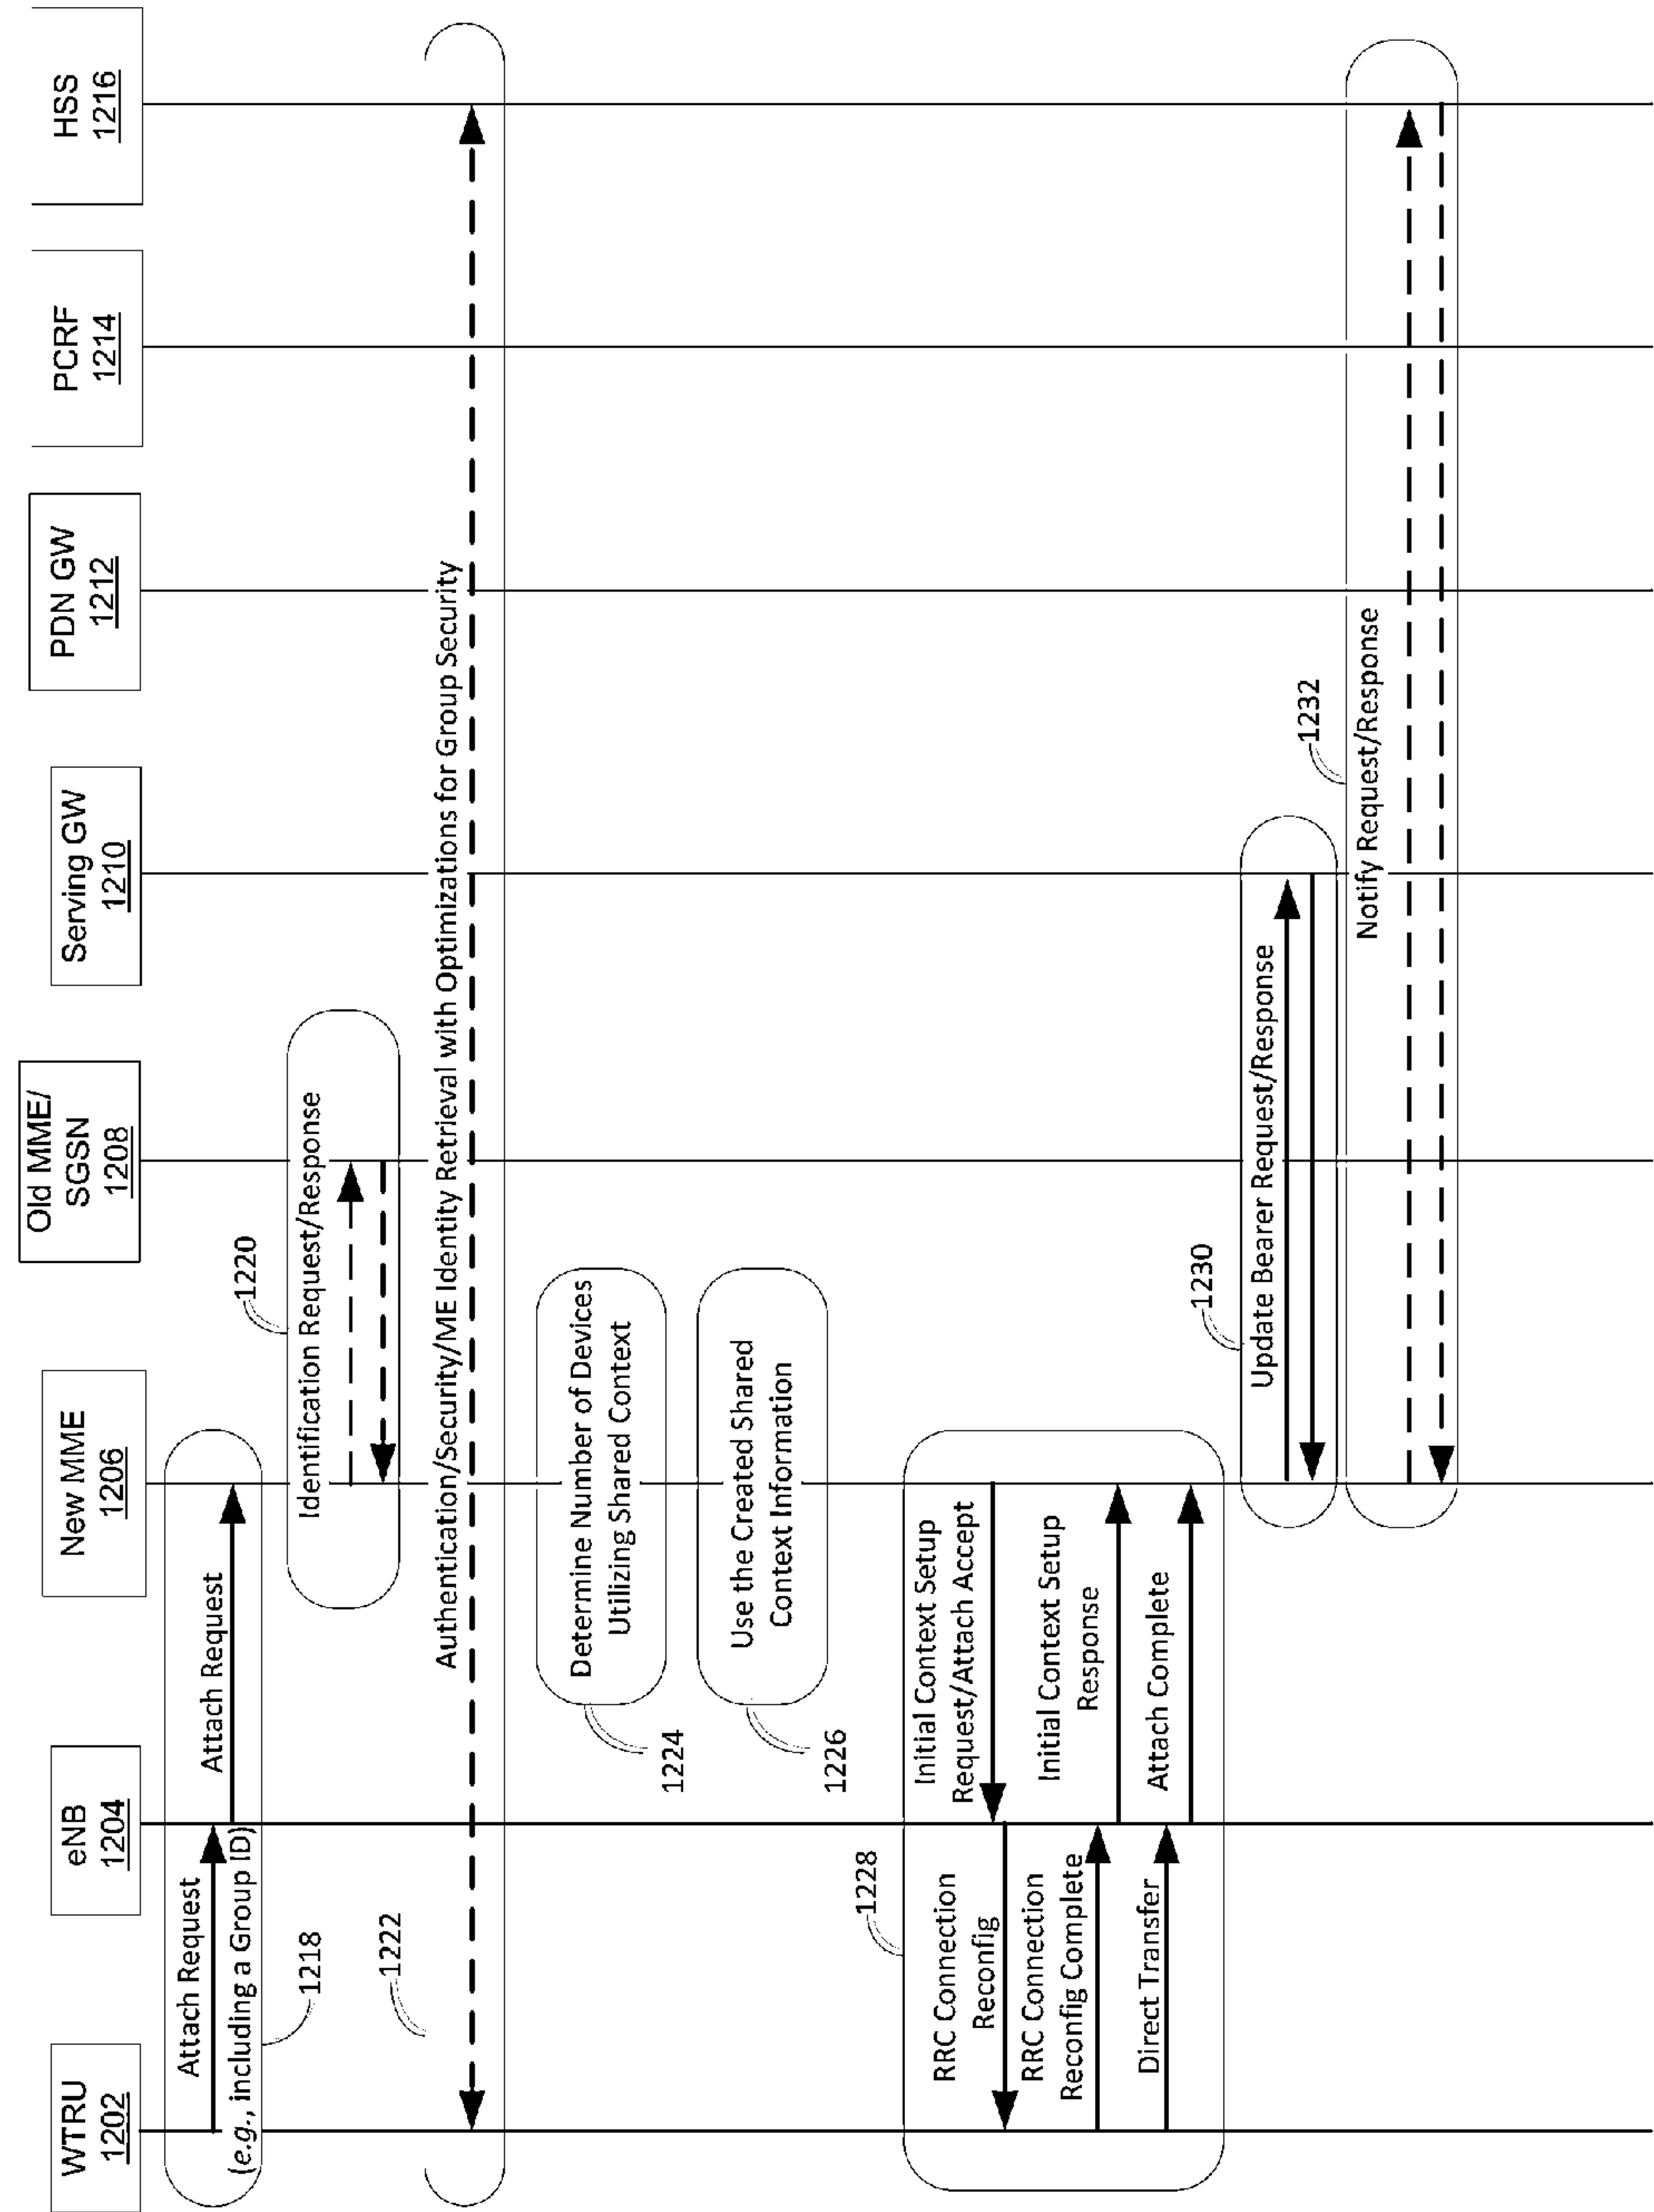 WTRU
1202
eNB
1204
New MME
1206
Old MME/
SGSN
1208
Serving GW
1210
PDN GW
1212
PCRF
1214
HSS
1216
Attach Request
(e.g., including a Group ID)
Attach Request
1218
1220
Identification Request/Response
1222
Authentication/Security/ME Identity Retrieval with Optimizations for Group Security
Determine Number of Devices
Utilizing Shared Context
1224
Use the Created Shared
Context Information
1226
1228
Initial Context Setup
Request/Attach Accept
RRC Connection
Reconfig
RRC Connection
Reconfig Complete
Initial Context Setup
Response
Direct Transfer
Attach Complete
1230
Update Bearer Request/Response
1232
Notify Request/Response